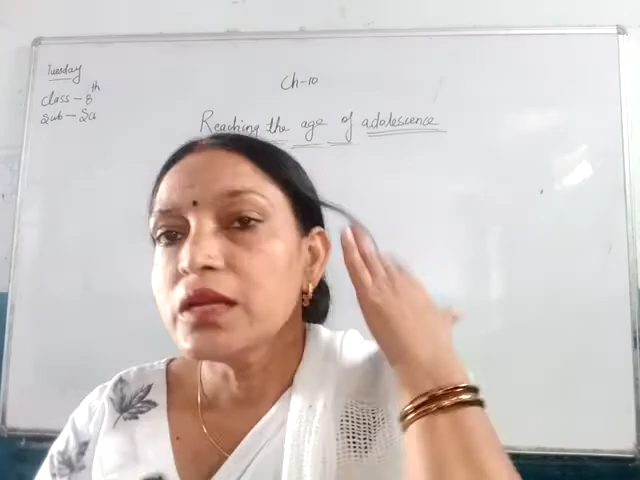 Tuesday
Class - 8th
Sub - Sc
Ch-10
Reaching the age of adolescence